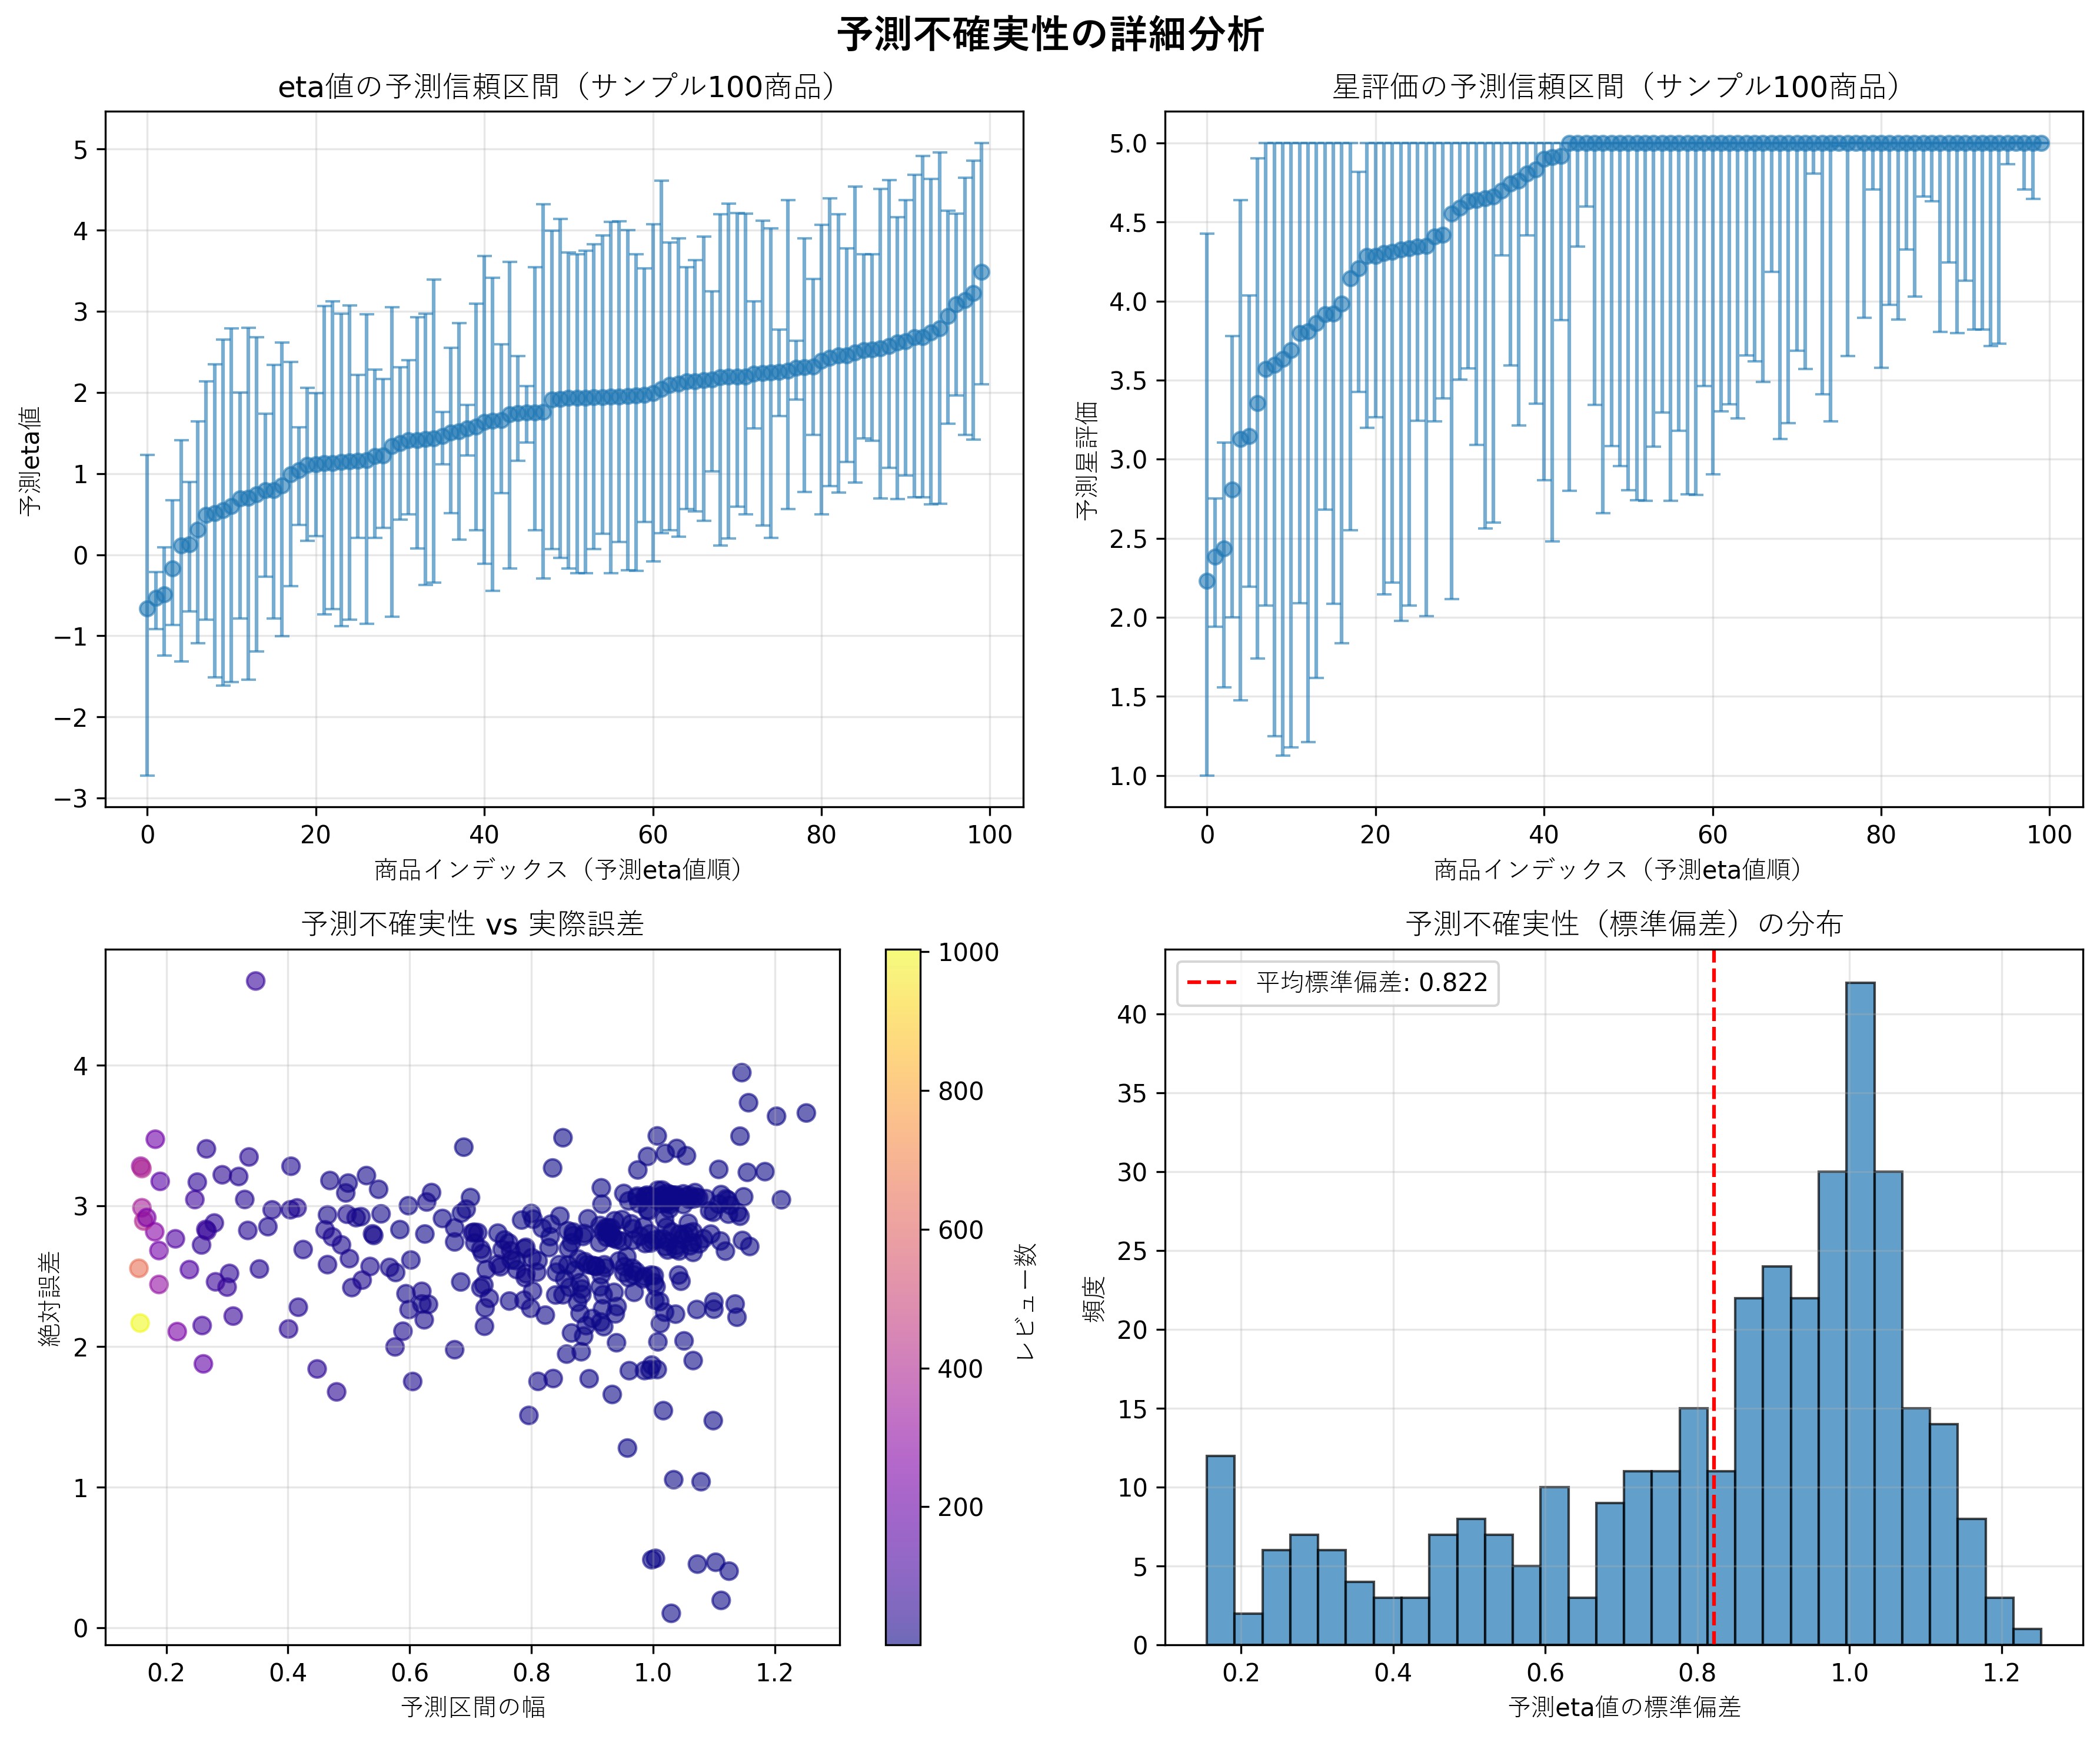 予測不確実性の詳細分析
eta値の予測信頼区間（サンプル100商品）
5
4
3
2
1
0
−1
−2
−3
予測eta値
0 20 40 60 80 100
商品インデックス（予測eta値順）
星評価の予測信頼区間（サンプル100商品）
5.0
4.5
4.0
3.5
3.0
2.5
2.0
1.5
1.0
予測星評価
0 20 40 60 80 100
商品インデックス（予測eta値順）
予測不確実性 vs 実際誤差
4
3
2
1
0
絶対誤差
0.2 0.4 0.6 0.8 1.0 1.2
予測区間の幅
1000
800
600
400
200
レビュー数
予測不確実性（標準偏差）の分布
平均標準偏差: 0.822
40
35
30
25
20
15
10
5
0
頻度
0.2 0.4 0.6 0.8 1.0 1.2
予測eta値の標準偏差